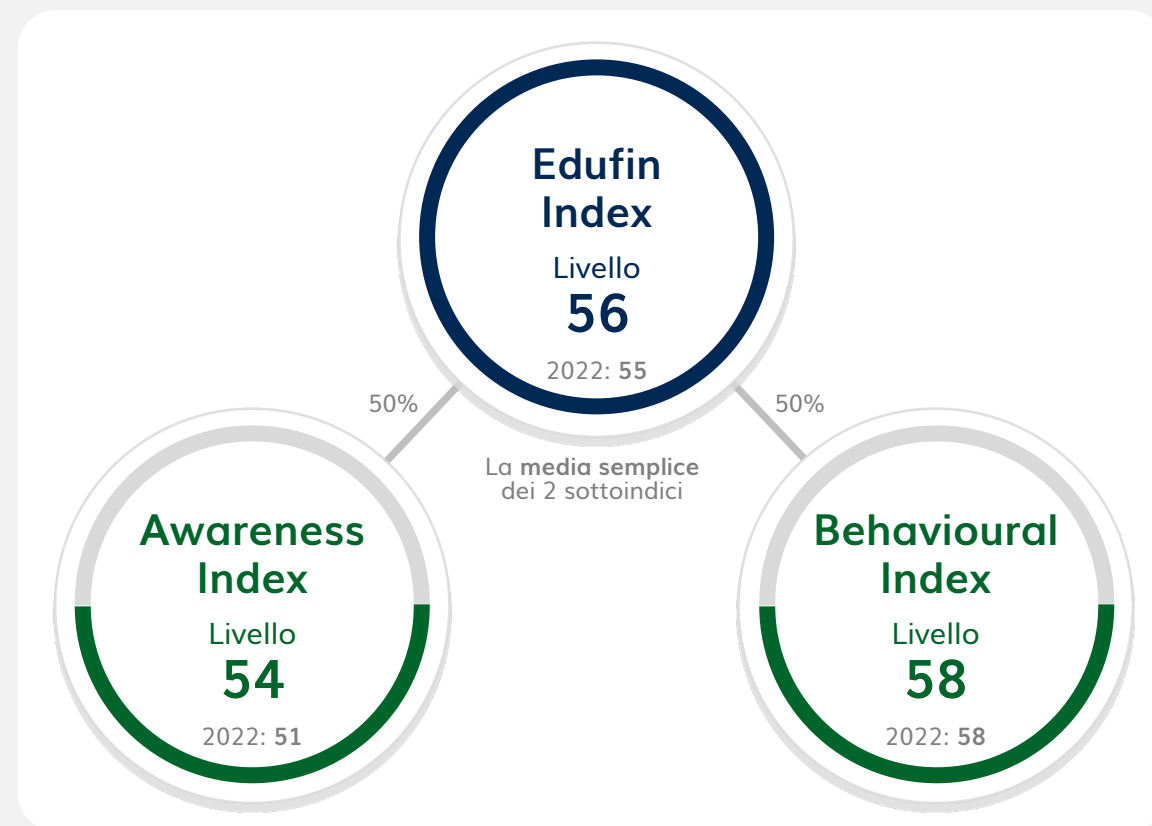 Edufin
Index
Livello
56
2022: 55
50%
50%
La media semplice
dei 2 sottoindici
Awareness
Index
Livello
54
2022: 51
Behavioural
Index
Livello
58
2022: 58